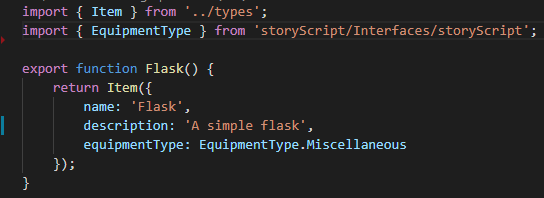 import { Item } from '../types';
import { EquipmentType } from 'storyScript/Interfaces/storyScript';
export function Flask() {
return Item({
name: 'Flask',
description: 'A simple flask',
equipmentType: EquipmentType.Miscellaneous
});
}